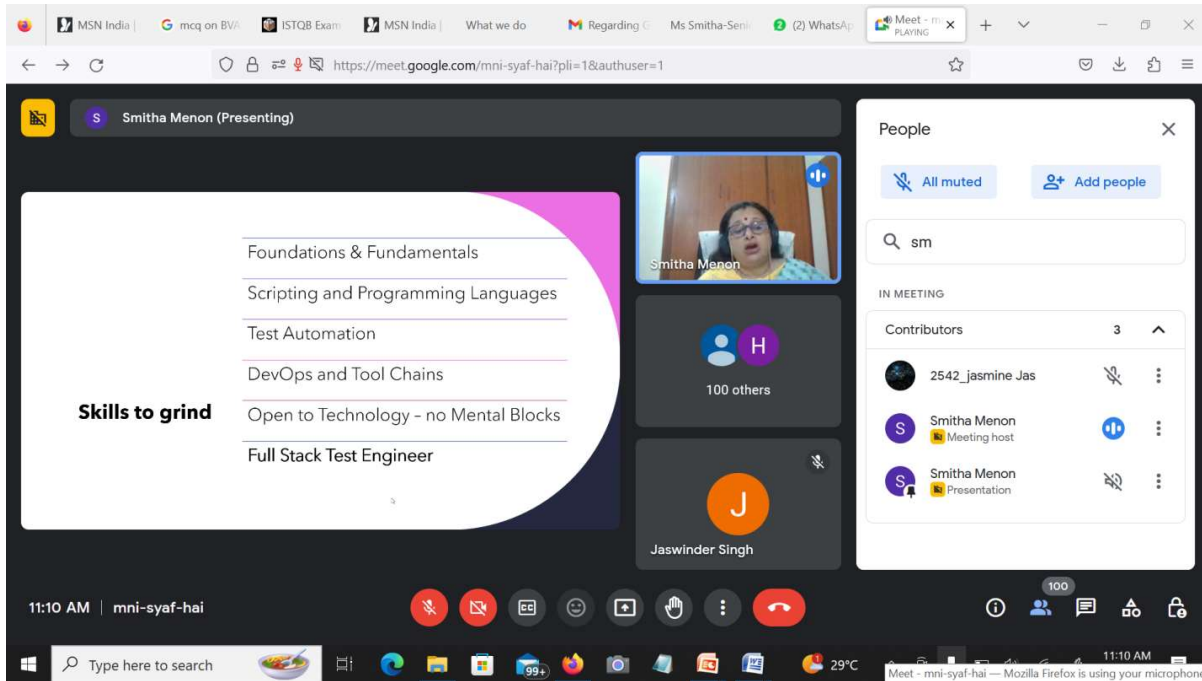 MSN India |
mcq on BVA
ISTQB Exam
MSN India |
What we do
Regarding G
Ms Smitha-Seni
(2) WhatsAp
Meet - m
PLAYING
https://meet.google.com/mni-syaf-hai?pli=1&authuser=1
S
Smitha Menon (Presenting)
Foundations & Fundamentals
Scripting and Programming Languages
Test Automation
DevOps and Tool Chains
Skills to grind
Open to Technology – no Mental Blocks
Full Stack Test Engineer
Smitha Menon
H
100 others
J
Jaswinder Singh
People
All muted
Add people
sm
IN MEETING
Contributors
3
2542_jasmine Jas
S
Smitha Menon
Meeting host
S
Smitha Menon
Presentation
11:10 AM | mni-syaf-hai
CC
100
Type here to search
99+
29°C
11:10 AM
Meet - mni-syaf-hai — Mozilla Firefox is using your microphon